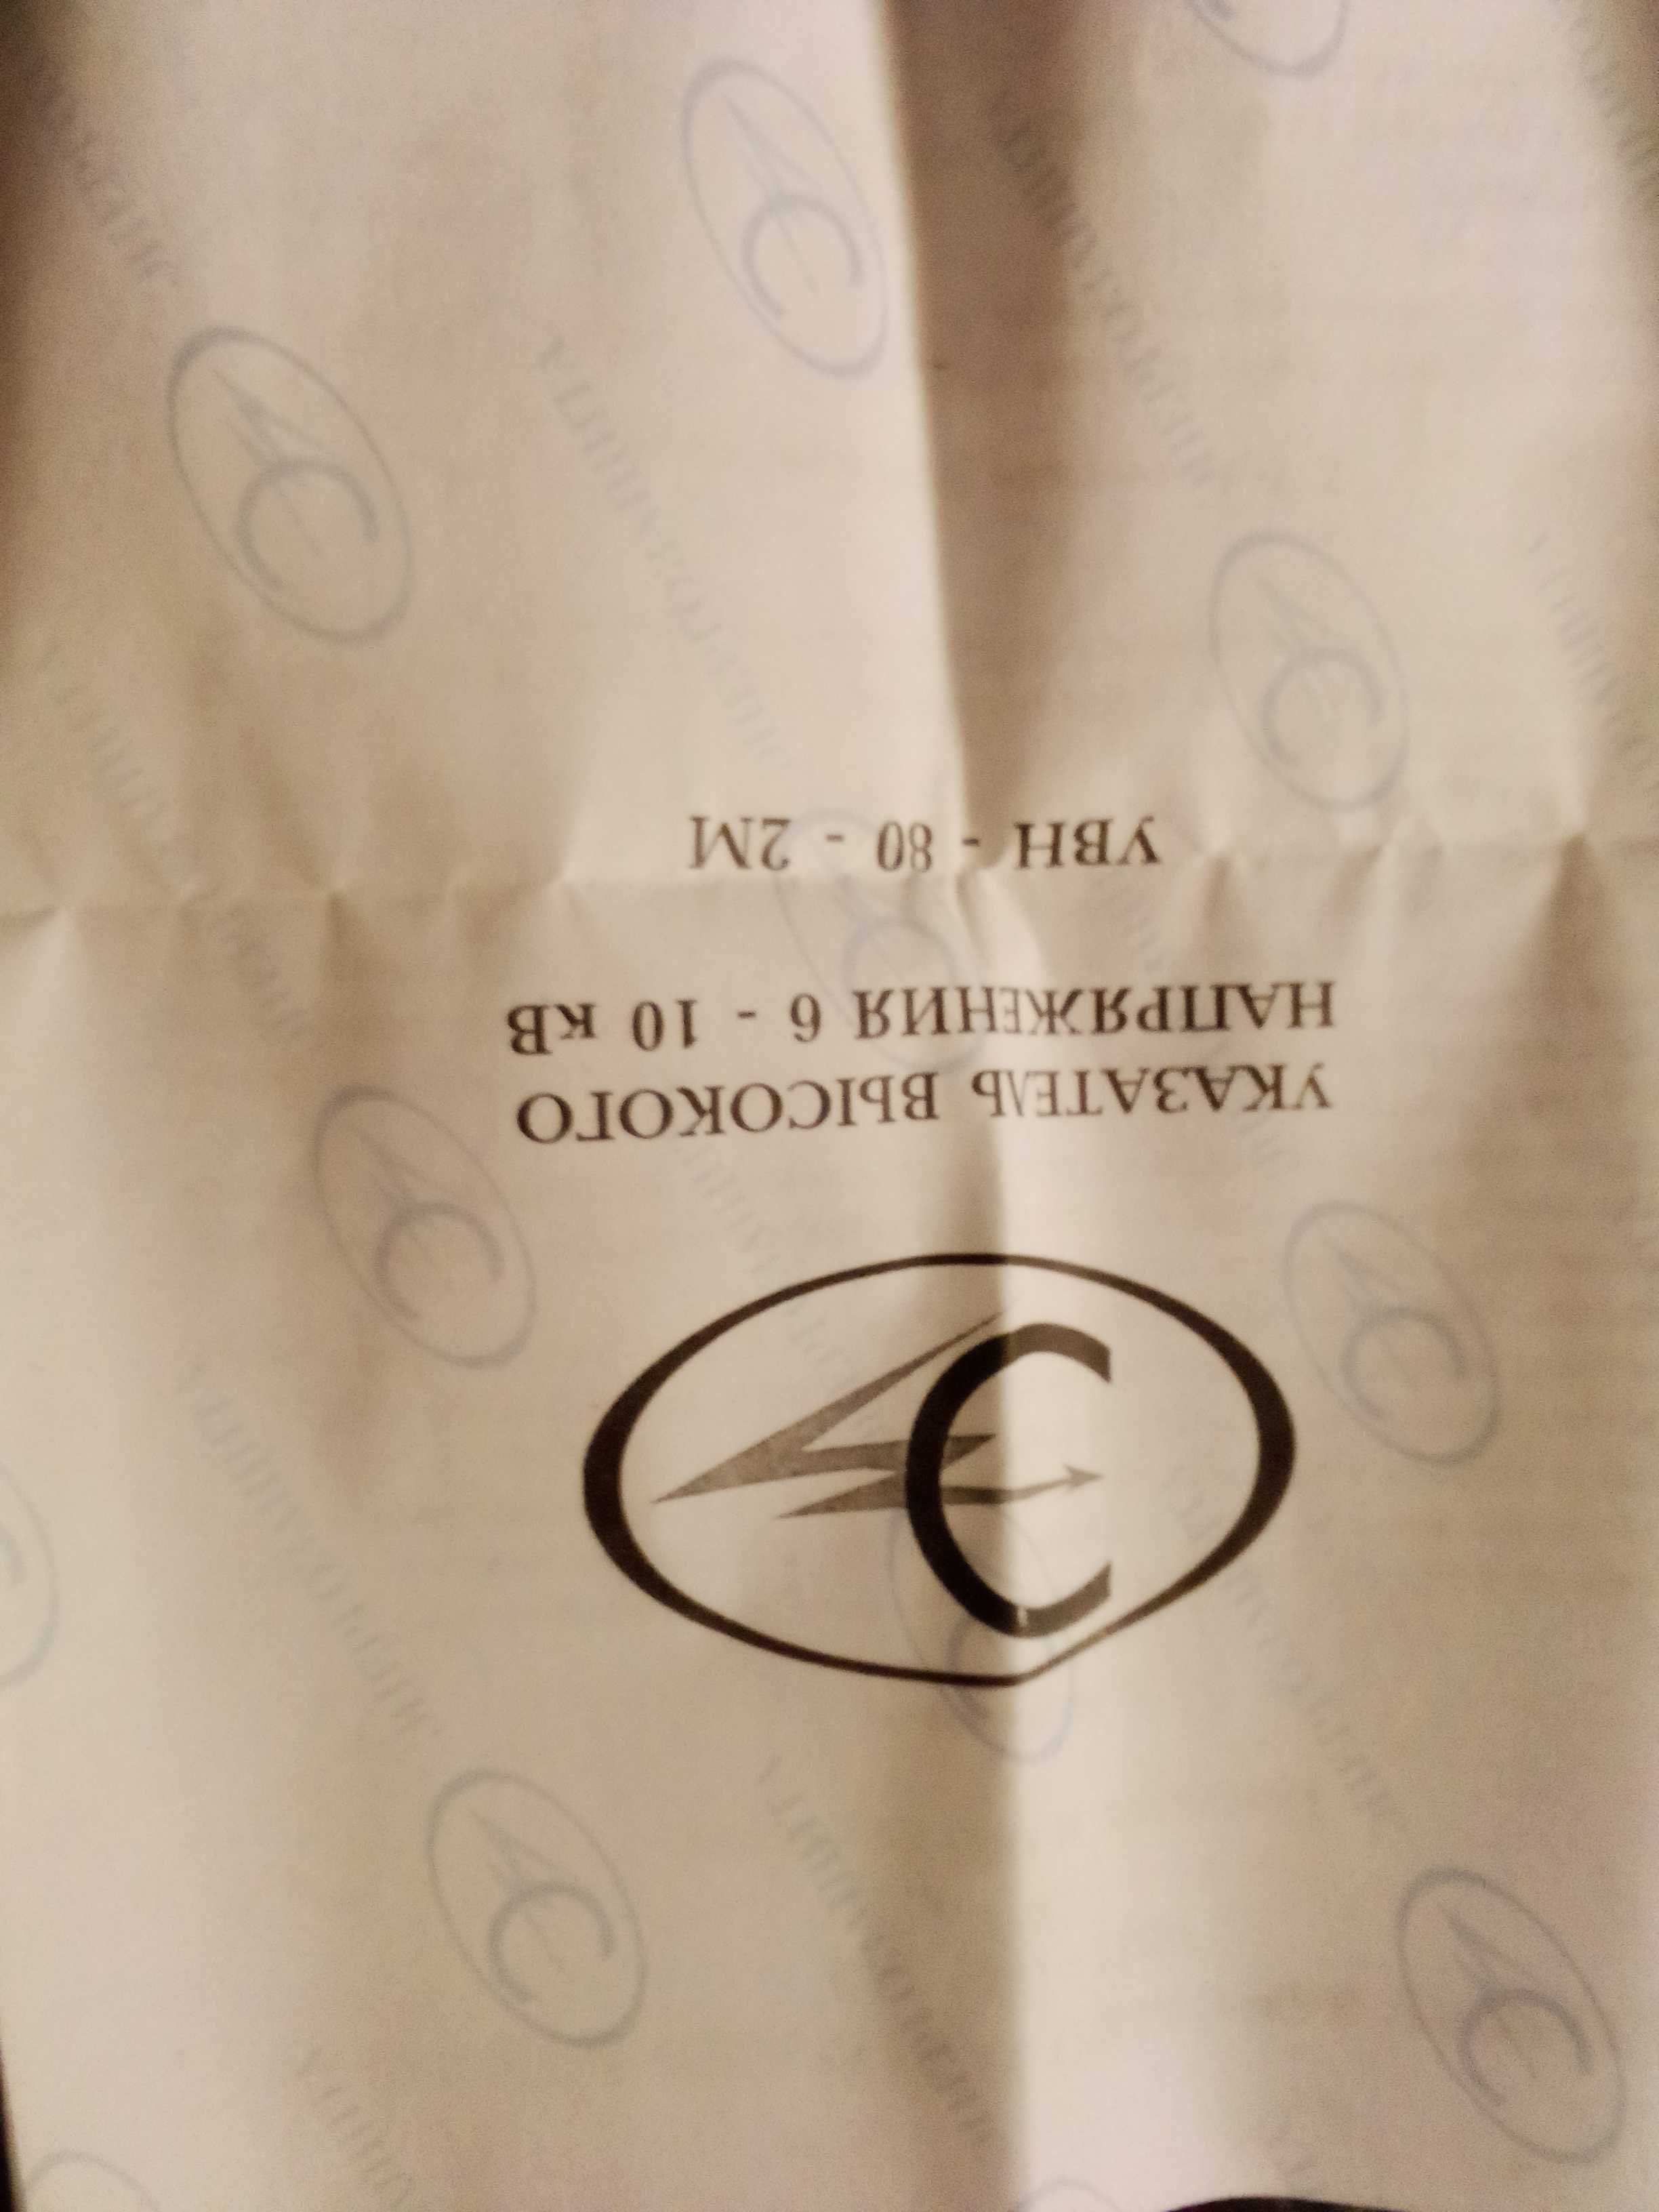 УКАЗАТЕЛЬ ВЫСОКОГО
НАПРЯЖЕНИЯ 6 - 10 кВ
УВН - 80 - 2М